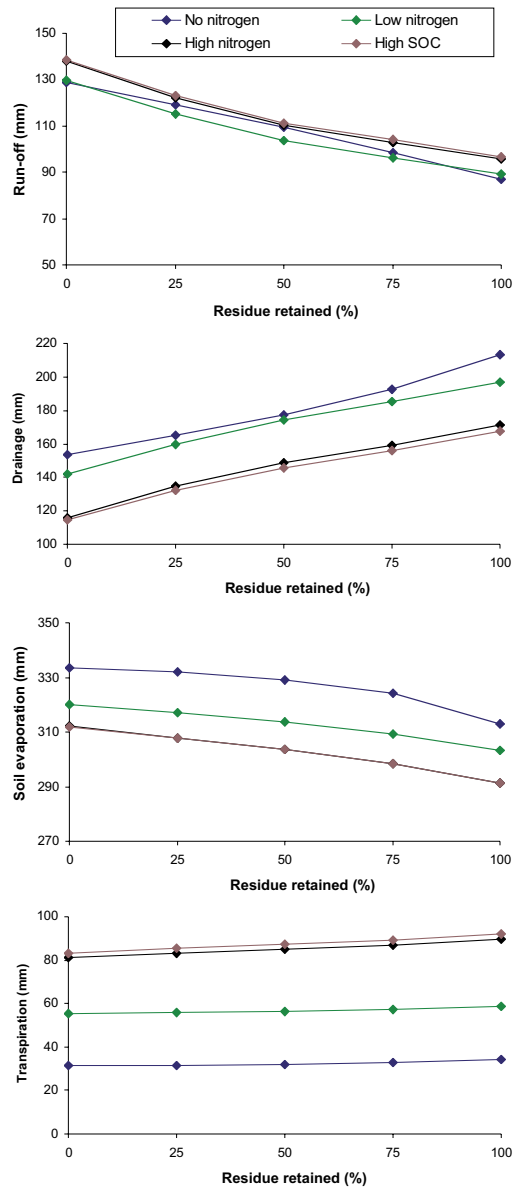 No nitrogen Low nitrogen
High nitrogen High SOC
150
130
110
90
70
50
Run-off (mm)
0 25 50 75 100
Residue retained (%)
220
200
180
160
140
120
100
Drainage (mm)
0 25 50 75 100
Residue retained (%)
350
330
310
290
270
Soil evaporation (mm)
0 25 50 75 100
Residue retained (%)
100
80
60
40
20
0
Transpiration (mm)
0 25 50 75 100
Residue retained (%)